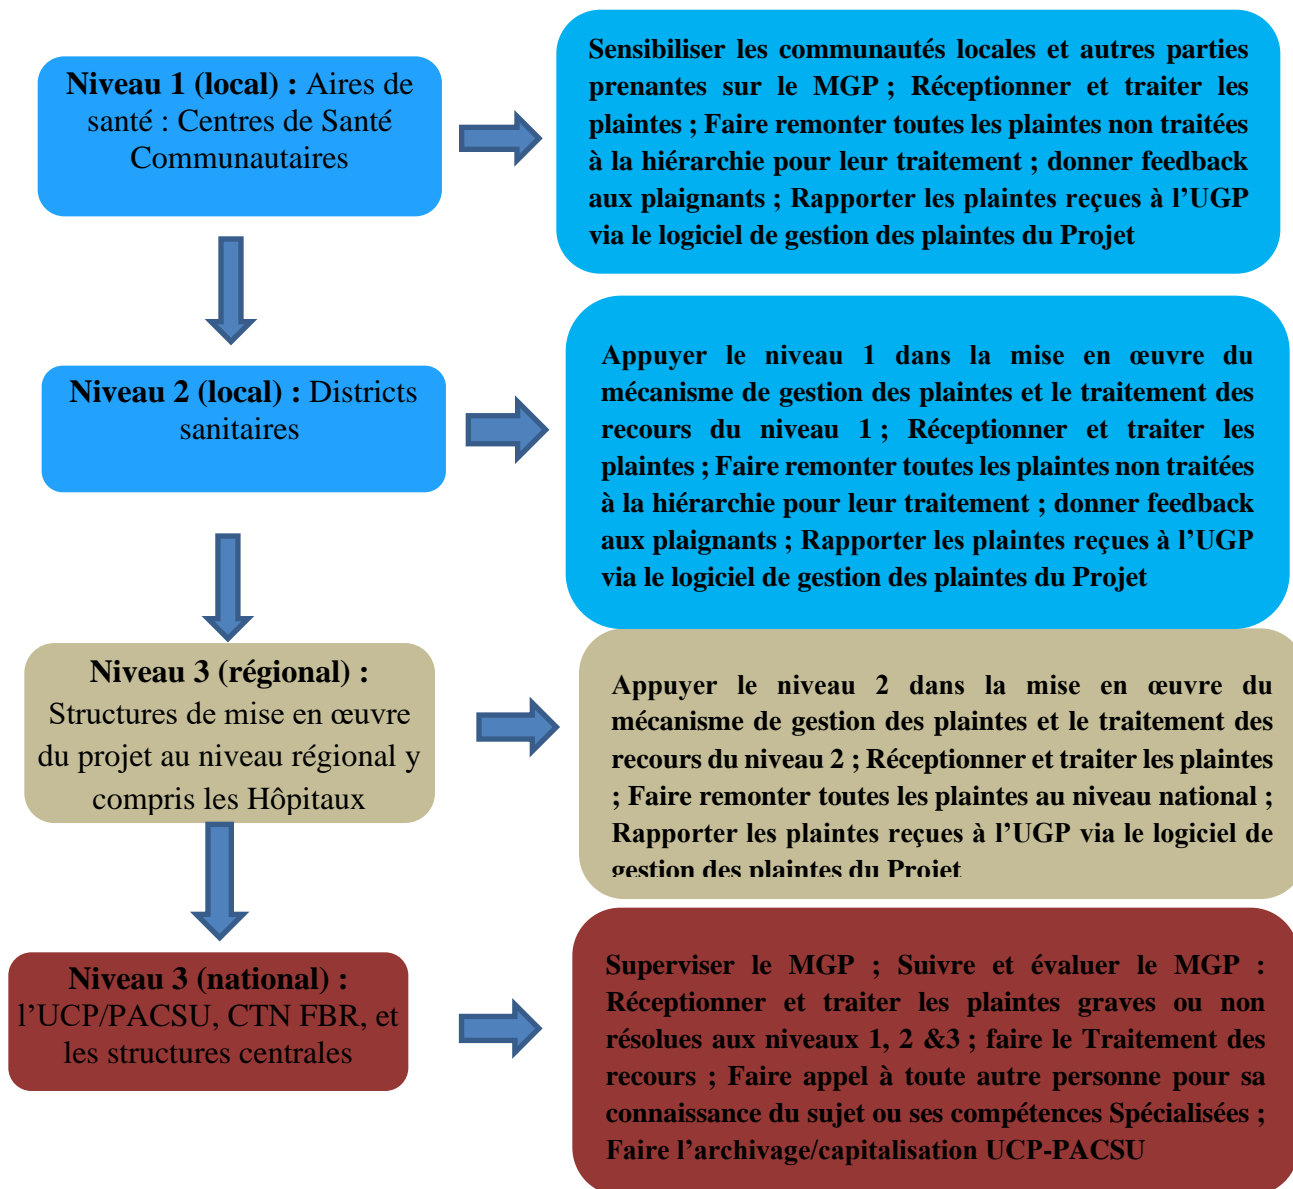 Niveau 1 (local) : Aires de
santé : Centres de Santé
Communautaires
Sensibiliser les communautés locales et autres parties
prenantes sur le MGP ; Réceptionner et traiter les
plaintes ; Faire remonter toutes les plaintes non traitées
à la hiérarchie pour leur traitement ; donner feedback
aux plaignants ; Rapporter les plaintes reçues à l’UGP
via le logiciel de gestion des plaintes du Projet
Niveau 2 (local) : Districts
sanitaires
Appuyer le niveau 1 dans la mise en œuvre du
mécanisme de gestion des plaintes et le traitement des
recours du niveau 1 ; Réceptionner et traiter les
plaintes ; Faire remonter toutes les plaintes non traitées
à la hiérarchie pour leur traitement ; donner feedback
aux plaignants ; Rapporter les plaintes reçues à l’UGP
via le logiciel de gestion des plaintes du Projet
Niveau 3 (régional) :
Structures de mise en œuvre
du projet au niveau régional y
compris les Hôpitaux
Appuyer le niveau 2 dans la mise en œuvre du
mécanisme de gestion des plaintes et le traitement des
recours du niveau 2 ; Réceptionner et traiter les plaintes
; Faire remonter toutes les plaintes au niveau national ;
Rapporter les plaintes reçues à l’UGP via le logiciel de
gestion des plaintes du Projet
Niveau 3 (national) :
l’UCP/PACSU, CTN FBR, et
les structures centrales
Superviser le MGP ; Suivre et évaluer le MGP :
Réceptionner et traiter les plaintes graves ou non
résolues aux niveaux 1, 2 &3 ; faire le Traitement des
recours ; Faire appel à toute autre personne pour sa
connaissance du sujet ou ses compétences Spécialisées ;
Faire l’archivage/capitalisation UCP-PACSU